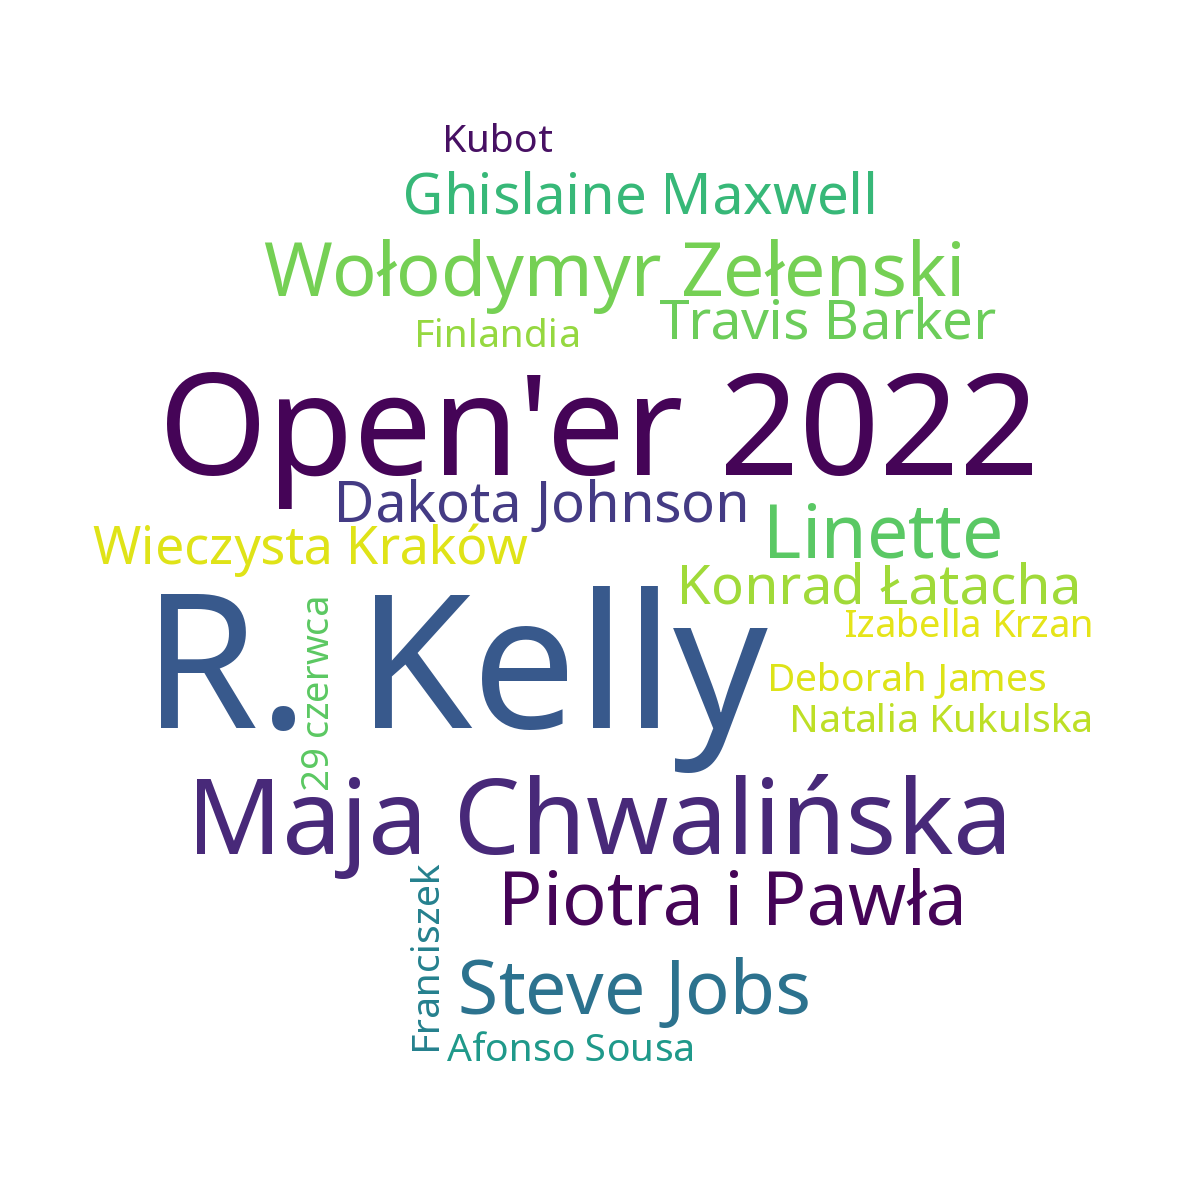 Kubot
Ghislaine Maxwell
Wołodymyr Zełenski
Travis Barker
Finlandia
Open'er 2022
Dakota Johnson
Linette
Wieczysta Kraków
Konrad Łatacha
Izabella Krzan
R. Kelly
29 czerwca
Deborah James
Natalia Kukulska
Maja Chwalińska
Piotra i Pawła
Franciszek
Steve Jobs
Afonso Sousa